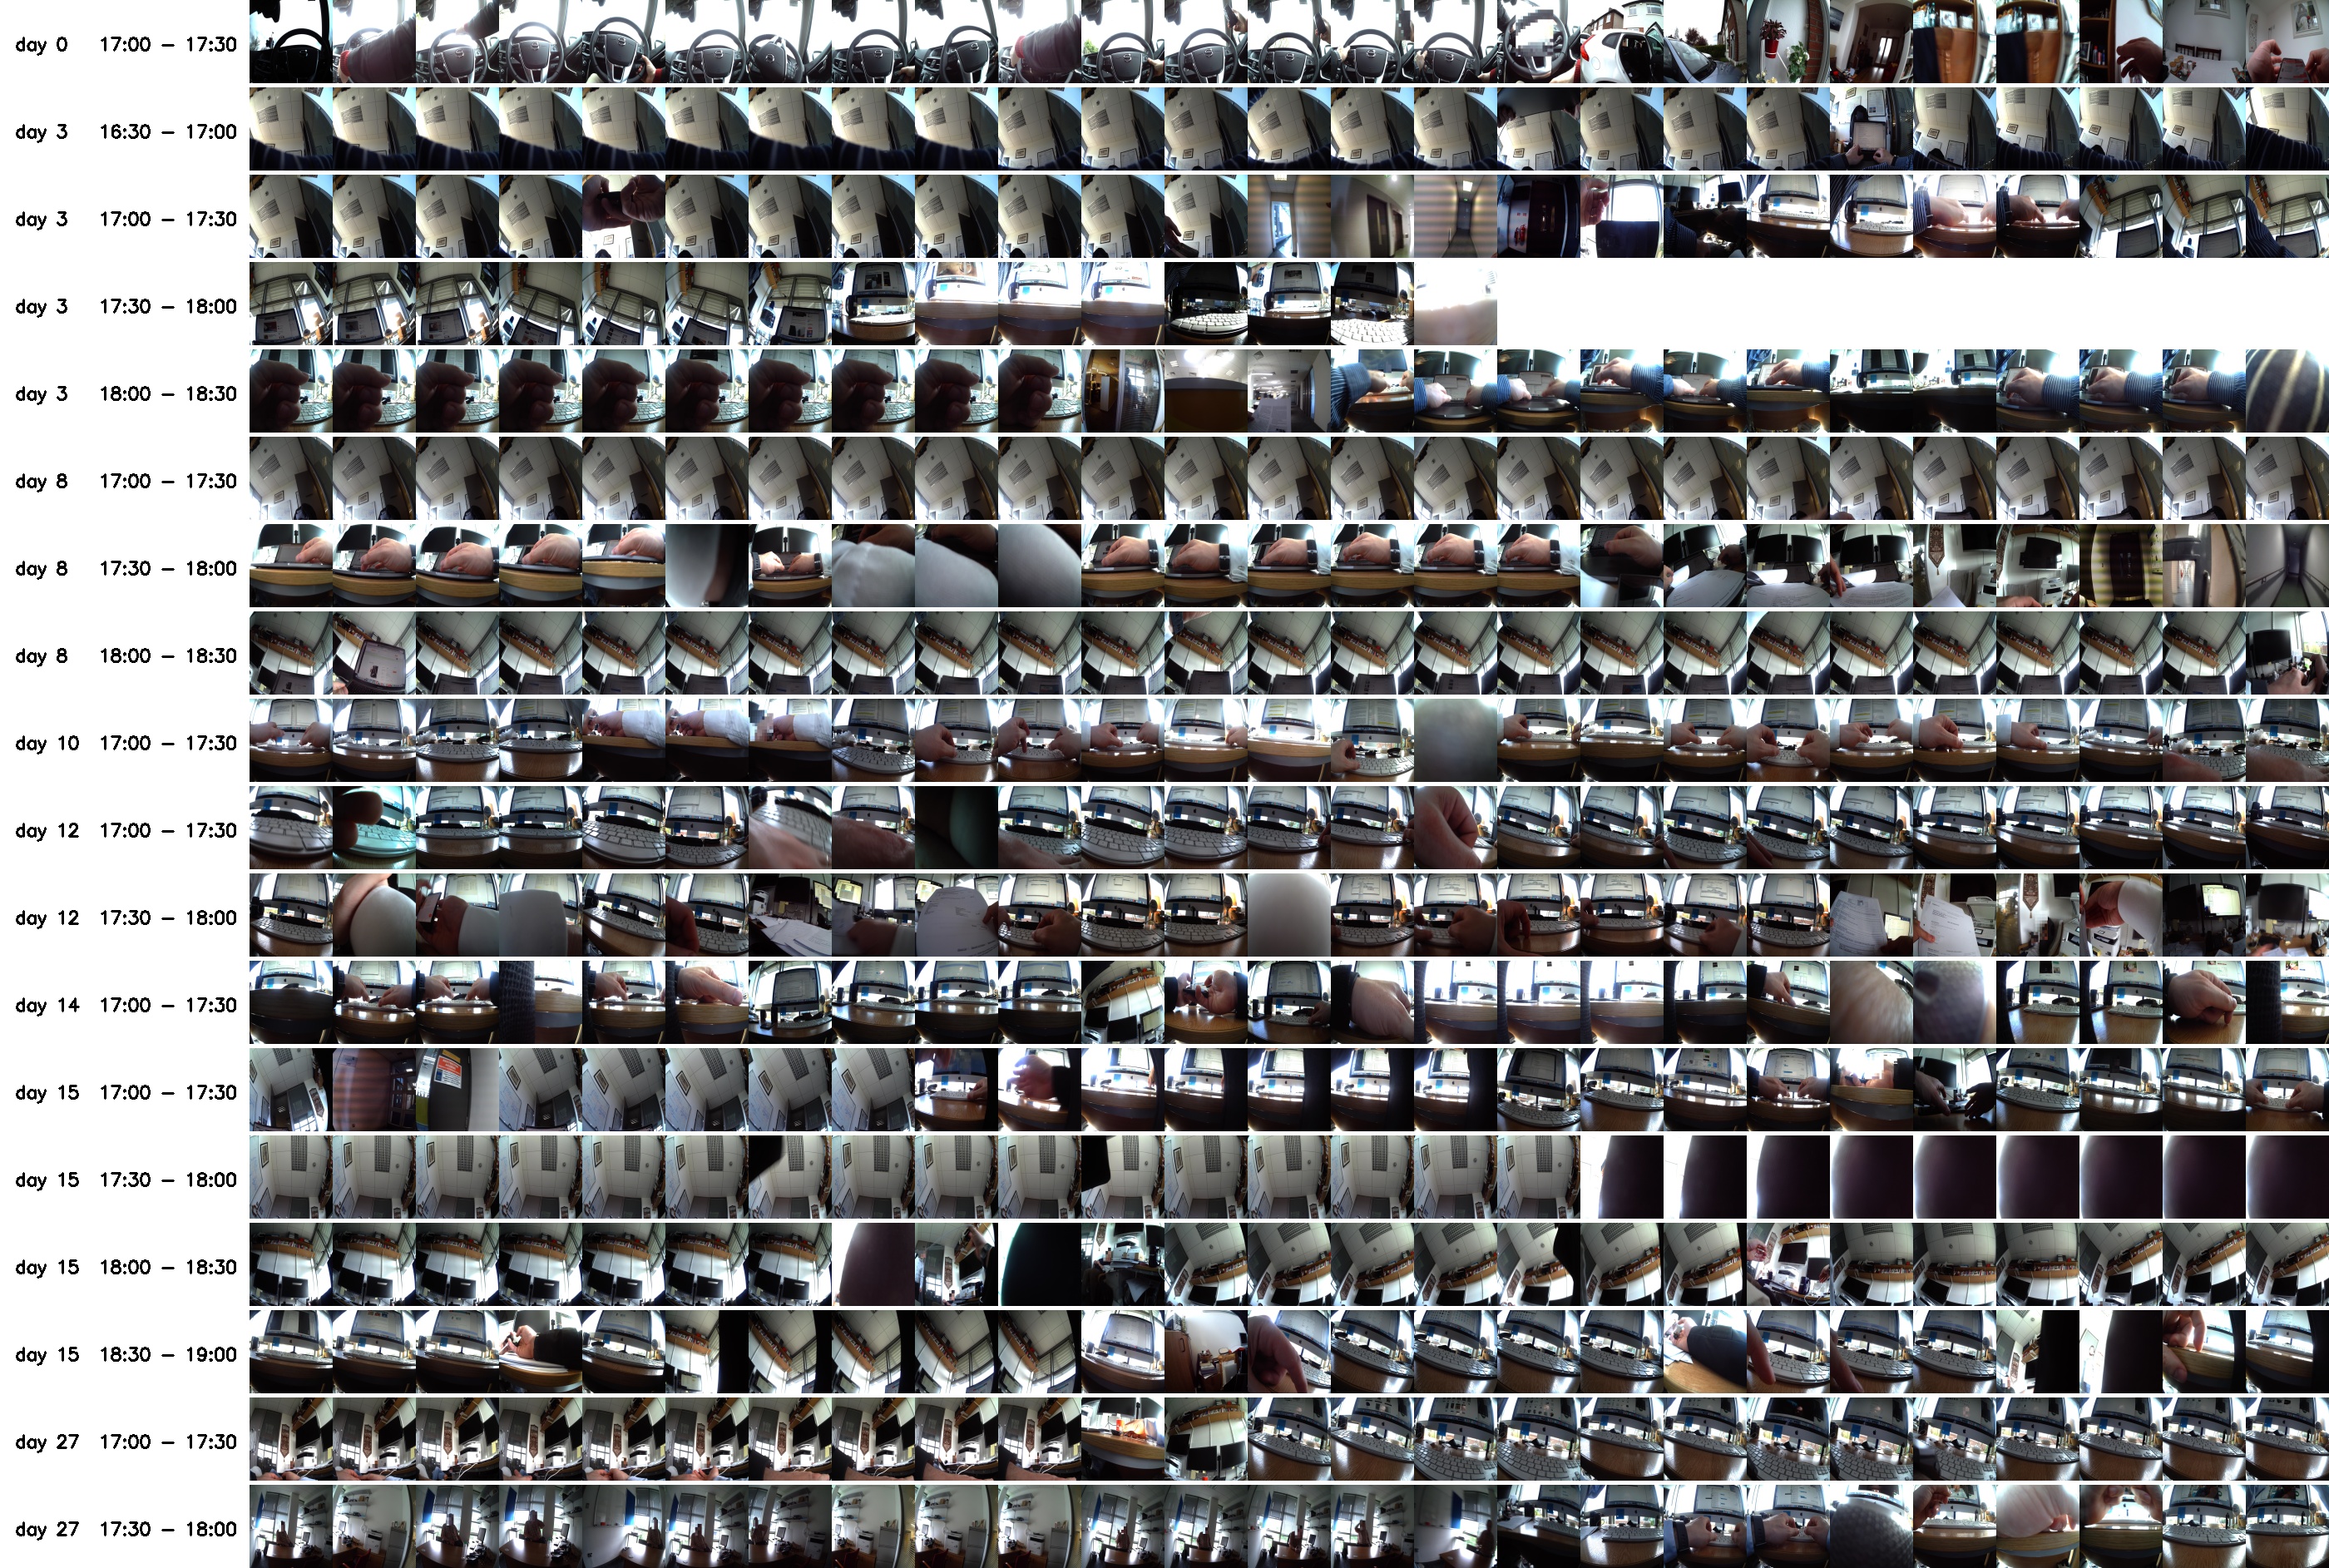 day 0 17:00 – 17:30
day 3 16:30 – 17:00
day 3 17:00 – 17:30
day 3 17:30 – 18:00
day 3 18:00 – 18:30
day 8 17:00 – 17:30
day 8 17:30 – 18:00
day 8 18:00 – 18:30
day 10 17:00 – 17:30
day 12 17:00 – 17:30
day 12 17:30 – 18:00
day 14 17:00 – 17:30
day 15 17:00 – 17:30
day 15 17:30 – 18:00
day 15 18:00 – 18:30
day 15 18:30 – 19:00
day 27 17:00 – 17:30
day 27 17:30 – 18:00